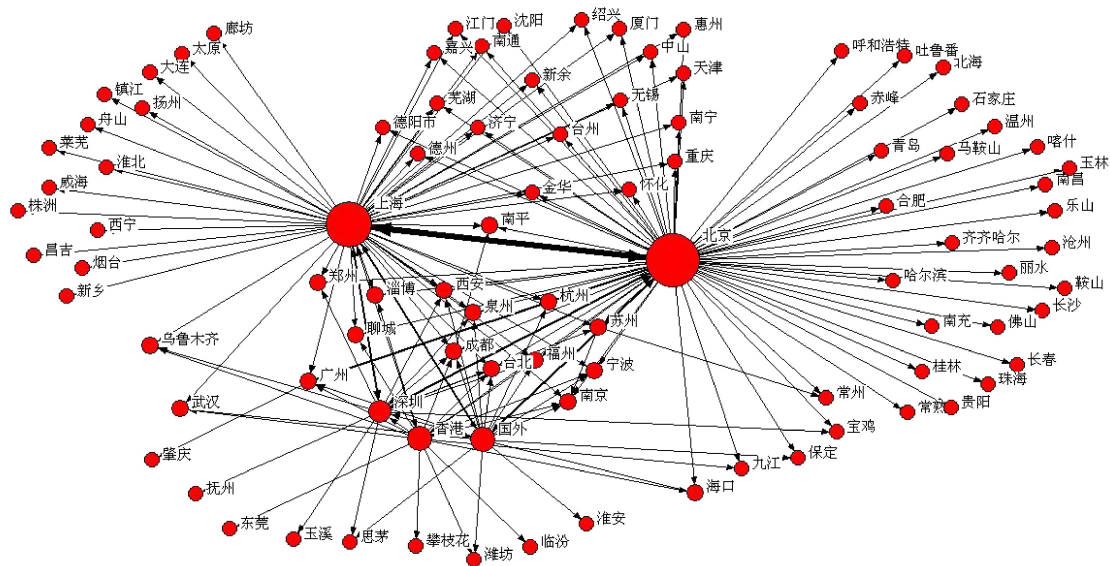 廊坊
太原
大连
镇江
扬州
舟山
莱芜
淮北
威海
株洲
西宁
昌吉
烟台
新乡
江门
沈阳
绍兴
厦门
惠州
嘉兴
南通
中山
天津
新余
芜湖
无锡
德阳市
济宁
台州
南宁
德州
重庆
金华
怀化
上海
南平
北京
呼和浩特
吐鲁番
北海
赤峰
石家庄
温州
青岛
马鞍山
喀什
玉林
南昌
合肥
乐山
齐齐哈尔
沧州
丽水
哈尔滨
鞍山
长沙
南充
佛山
长春
桂林
珠海
常熟
贵阳
郑州
淄博
西安
杭州
泉州
聊城
苏州
乌鲁木齐
成都
福州
台北
宁波
广州
南京
深圳
武汉
香港
国外
常州
宝鸡
保定
九江
海口
肇庆
抚州
东莞
玉溪
思茅
攀枝花
潍坊
临汾
淮安